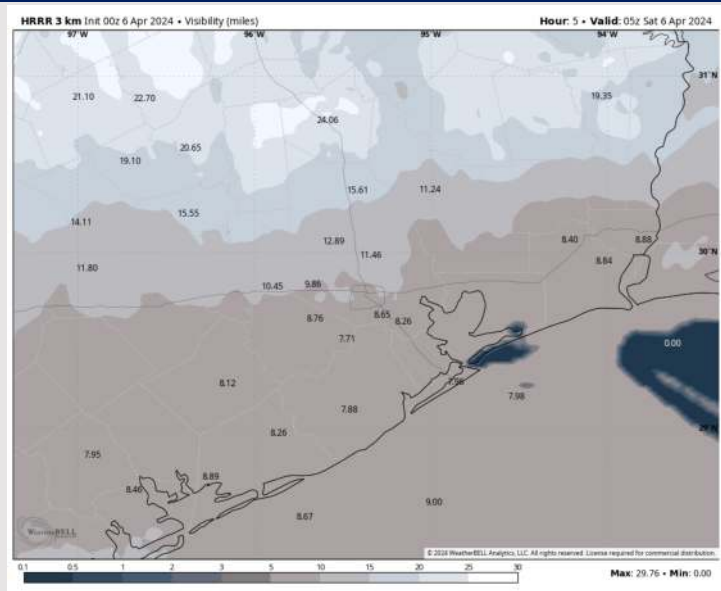 HRRR 3 km Init 00z 6 Apr 2024 • Visibility (miles)
Hour: 5 • Valid: 05z Sat 6 Apr 2024
97°W 96°W 95°W 94°W
31°N
21.10 22.70 19.35
24.06
20.65
19.10
15.61 11.24
15.55
14.11
12.89 8.40 8.88
11.46 30°N
8.84
11.80
10.45 9.86
8.76 8.65 8.26
7.71 0.00
8.12 7.96
7.98
7.88
8.26 29°N
7.95
8.46 8.89
9.00
8.67
WeatherBELL
© 2024 WeatherBELL Analytics, LLC. All rights reserved. License required for commercial distribution.
0.1 0.5 1 2 3 5 10 15 20 25 30
Max: 29.76 • Min: 0.00